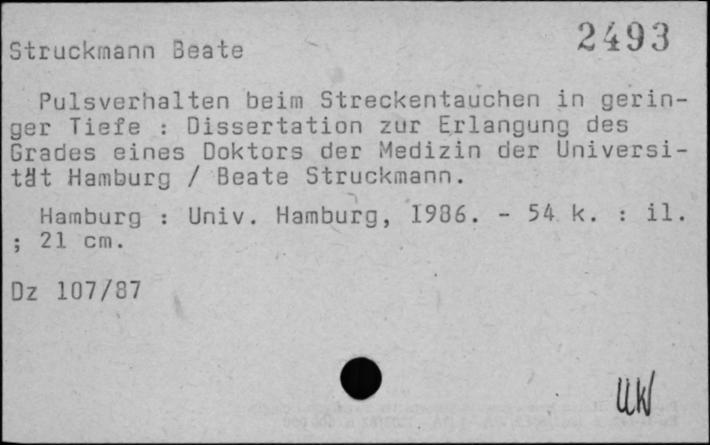 2493
Struckmann Beate
Pulsverhalten beim Streckentauchen in gerin-
ger Tiefe : Dissertation zur Erlangung des
Grades eines Doktors der Medizin der Universi-
tät Hamburg / Beate Struckmann.
Hamburg : Univ. Hamburg, 1986. - 54 k. : il.
; 21 cm.
Dz 107/87
UW